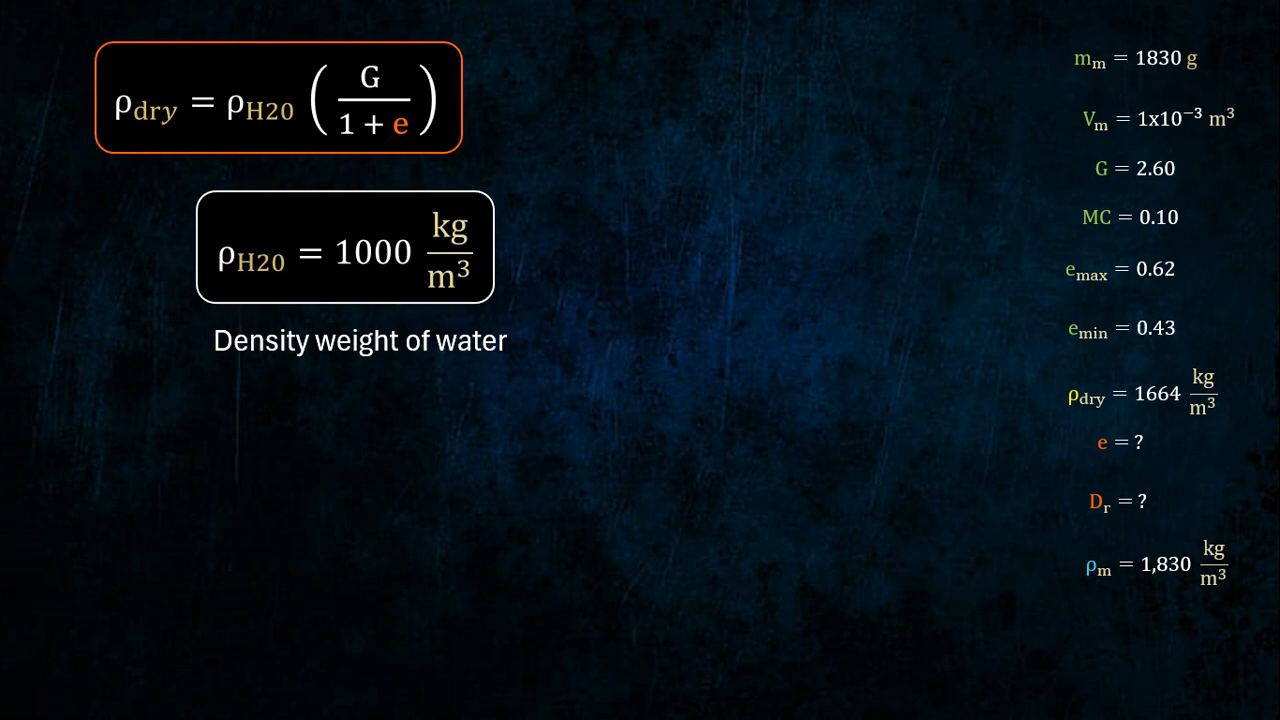 ρdry = ρH20 (G / 1 + e)
ρH20 = 1000 kg/m³
Density weight of water
mm = 1830 g
Vm = 1x10⁻³ m³
G = 2.60
MC = 0.10
emax = 0.62
emin = 0.43
ρdry = 1664 kg/m³
e = ?
Dr = ?
ρm = 1,830 kg/m³